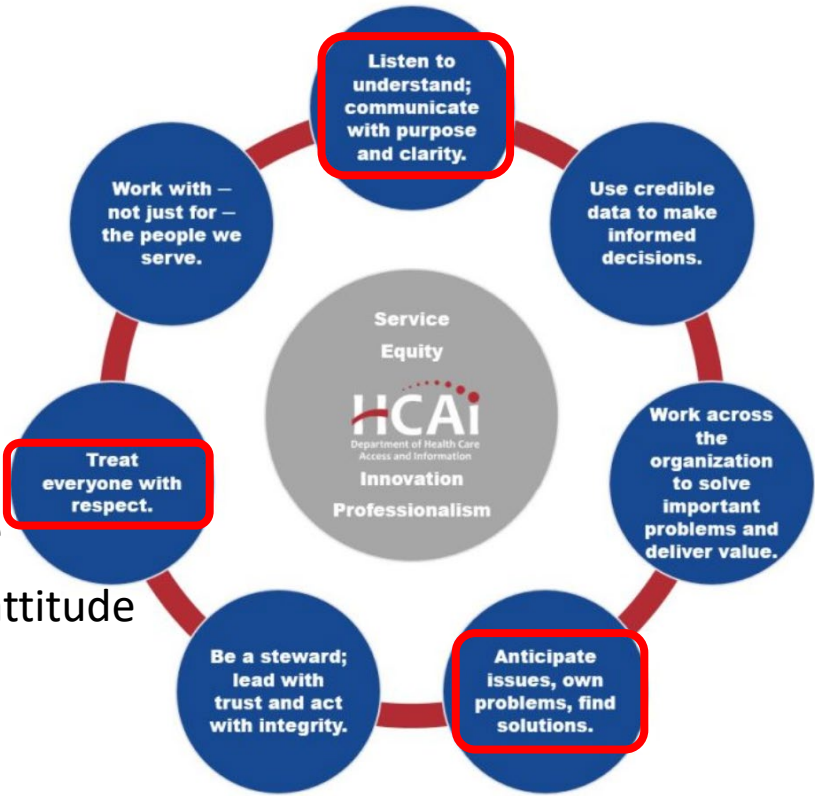 Listen to
understand;
communicate
with purpose
and clarity.
Use credible
data to make
informed
decisions.
Work across
the
organization
to solve
important
problems and
deliver value.
Anticipate
issues, own
problems, find
solutions.
Be a steward;
lead with
trust and act
with integrity.
Treat
everyone with
respect.
Work with —
not just for —
the people we
serve.
Service
Equity
HCAi
Department of Health Care
Access and Information
Innovation
Professionalism